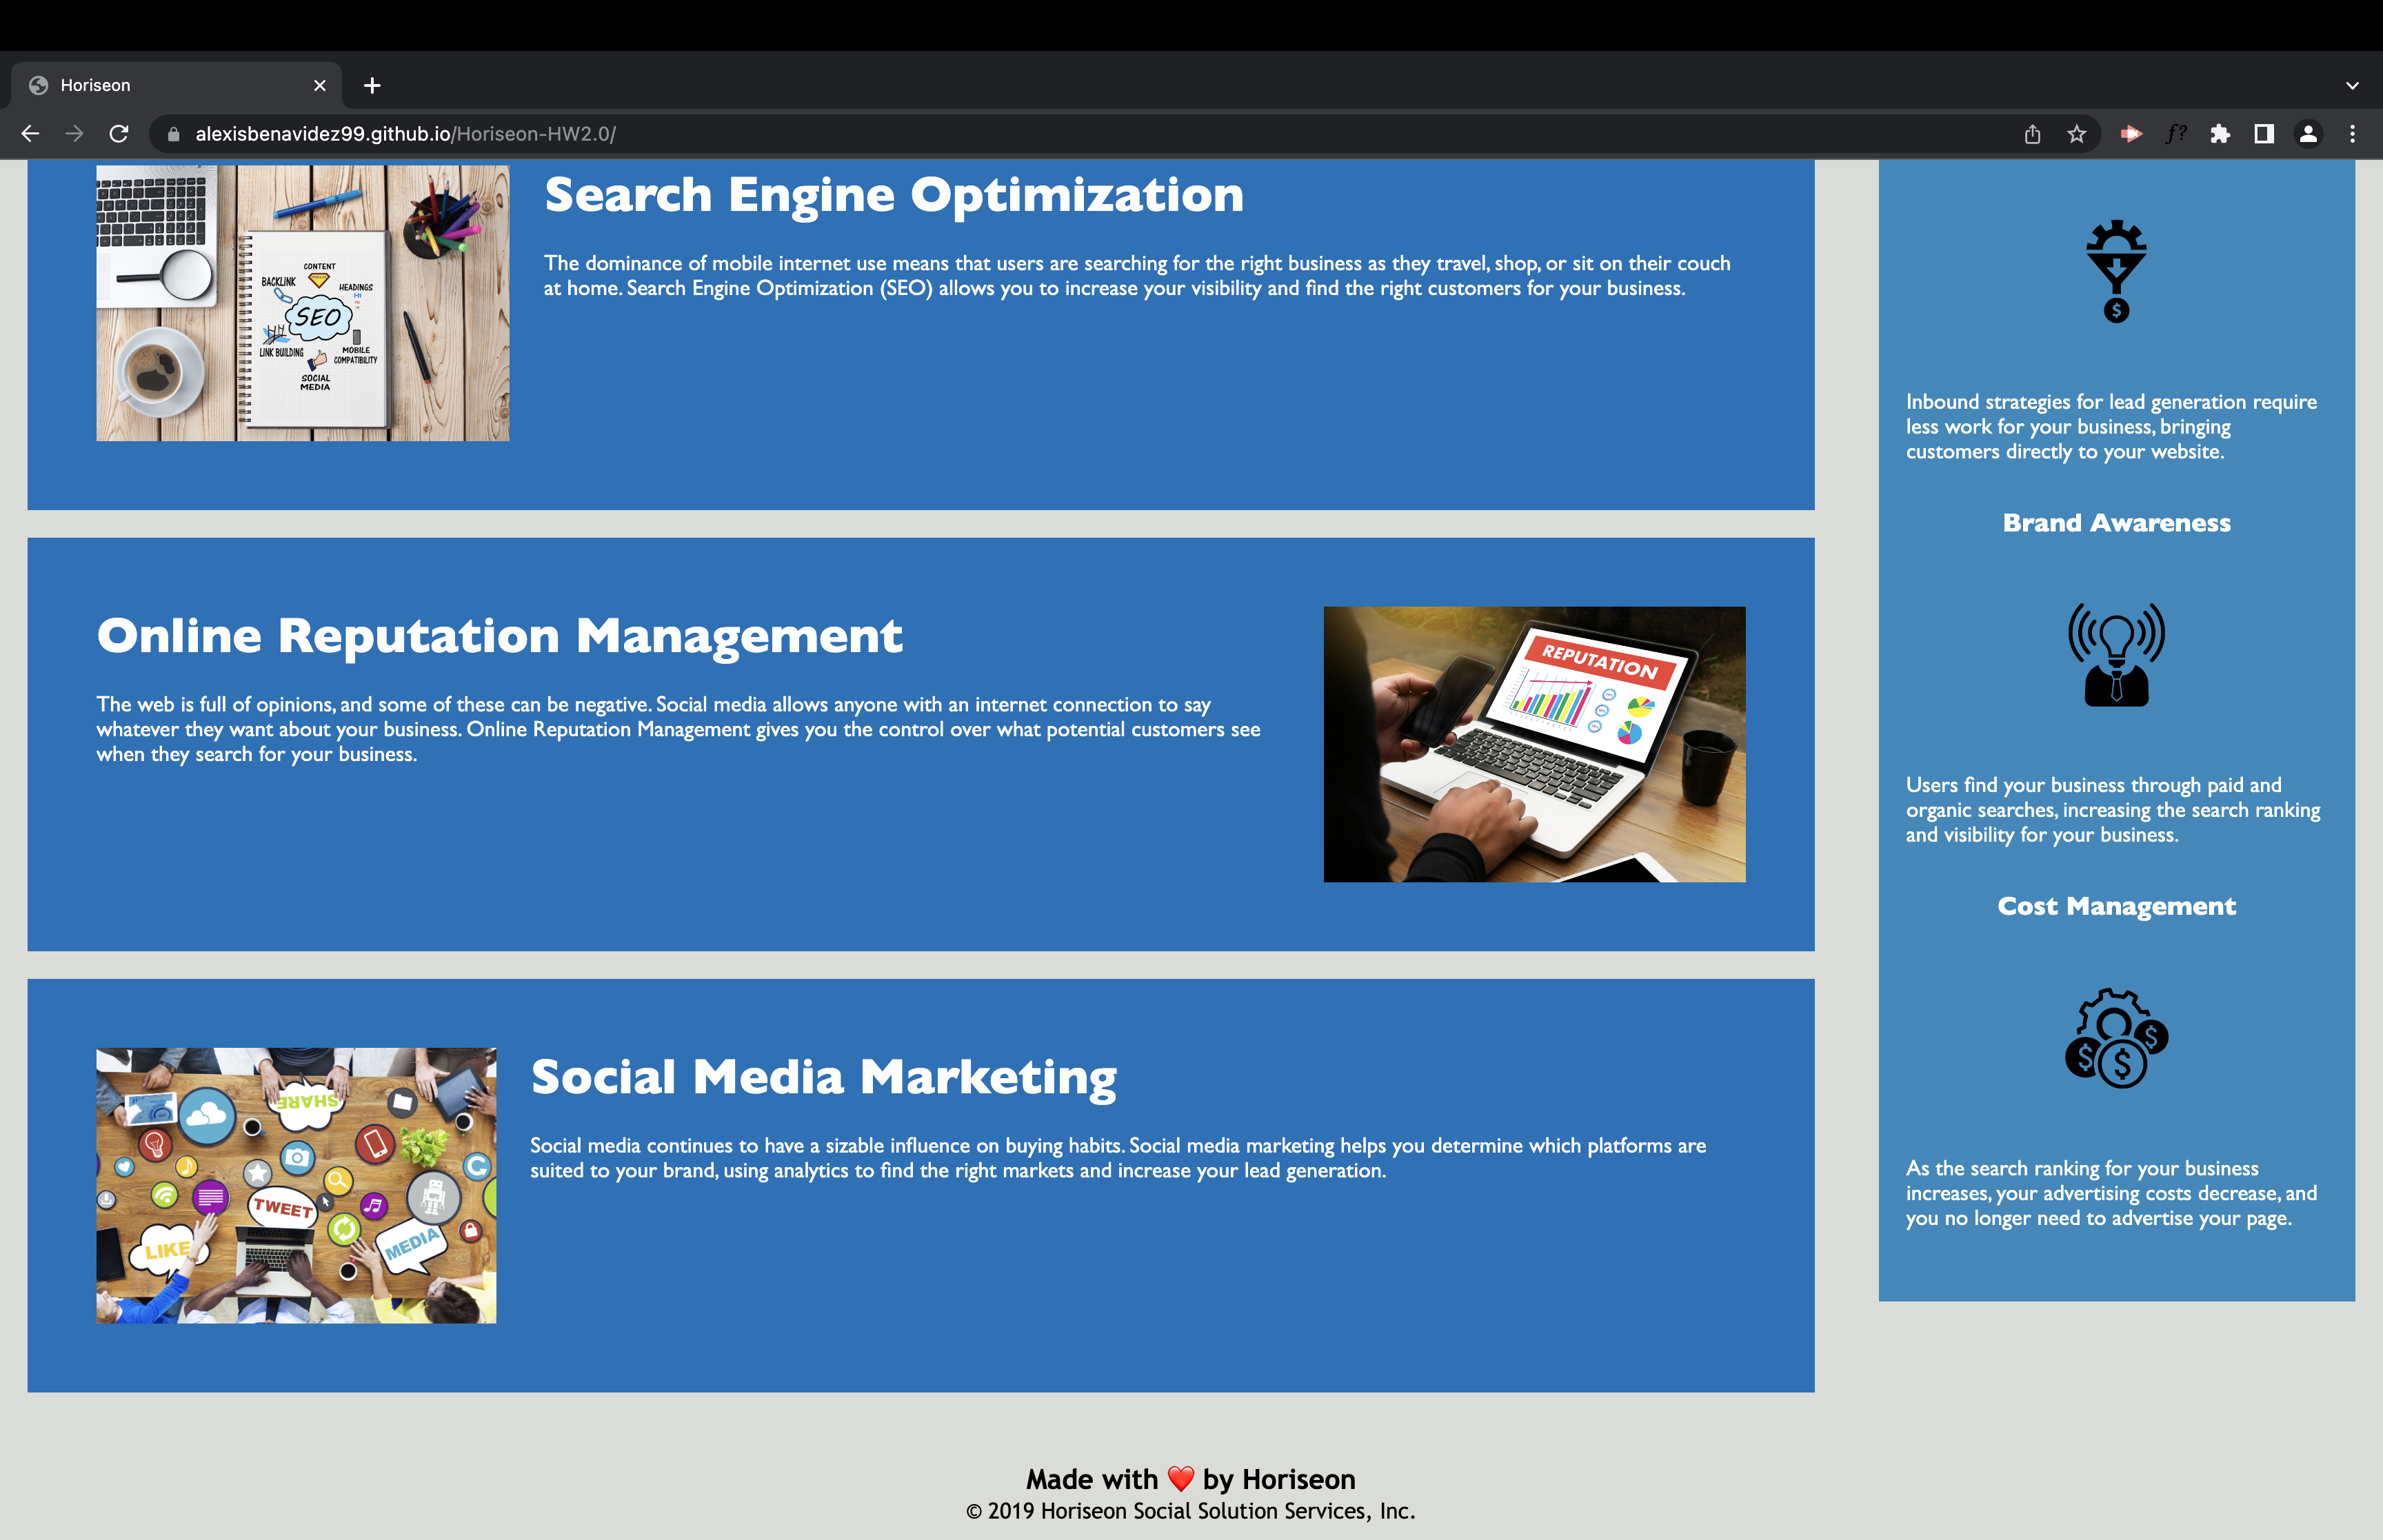 Horiseon
alexisbenavidez99.github.io/Horiseon-HW2.0/
f?
CONTENT
BACKLINK
HEADINGS
H1
SEO
LINK BUILDING
MOBILE
COMPATIBILITY
SOCIAL
MEDIA
Search Engine Optimization
The dominance of mobile internet use means that users are searching for the right business as they travel, shop, or sit on their couch
at home. Search Engine Optimization (SEO) allows you to increase your visibility and find the right customers for your business.
Online Reputation Management
The web is full of opinions, and some of these can be negative. Social media allows anyone with an internet connection to say
whatever they want about your business. Online Reputation Management gives you the control over what potential customers see
when they search for your business.
REPUTATION
SHARE
TWEET
LIKE
MEDIA
Social Media Marketing
Social media continues to have a sizable influence on buying habits. Social media marketing helps you determine which platforms are
suited to your brand, using analytics to find the right markets and increase your lead generation.
$
Inbound strategies for lead generation require
less work for your business, bringing
customers directly to your website.
Brand Awareness
Users find your business through paid and
organic searches, increasing the search ranking
and visibility for your business.
Cost Management
$ $ $
As the search ranking for your business
increases, your advertising costs decrease, and
you no longer need to advertise your page.
Made with ❤️ by Horiseon
© 2019 Horiseon Social Solution Services, Inc.